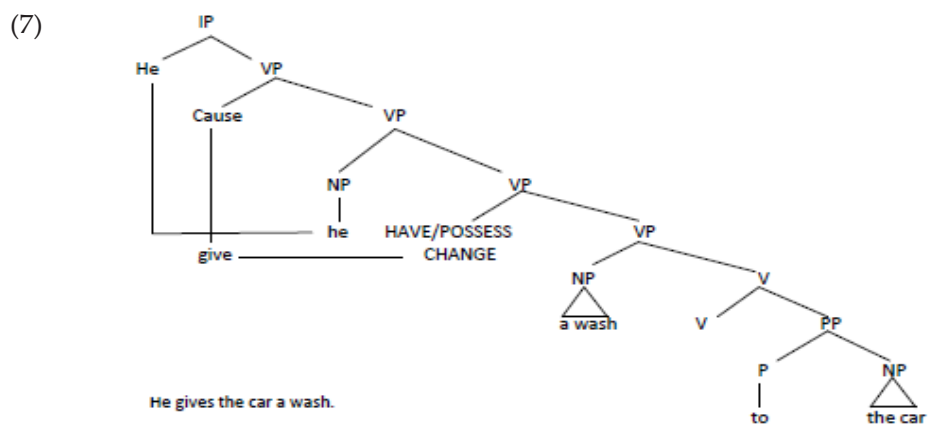 (7)
IP
He VP
Cause VP
NP VP
he HAVE/POSSESS VP
give CHANGE
NP V
a wash V PP
P NP
He gives the car a wash.
to the car